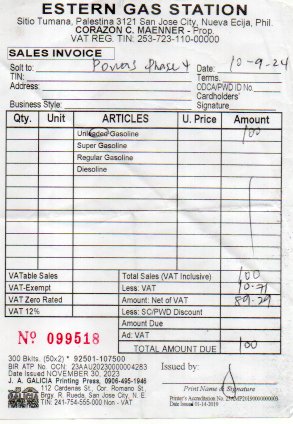 ESTERN GAS STATION
Sitio Tumana, Palestina 3121 San Jose City, Nueva Ecija, Phil.
CORAZON C. MAENNER - Prop.
VAT REG. TIN: 253-723-110-00000
SALES INVOICE
Solt to: Powers Phase 4 Date: 10-9-24
TIN: Terms:
Address: OSCA/PWD ID No
Cardholders'
Business Style: Signature
Qty. Unit ARTICLES U. Price Amount
Unleaded Gasoline 100
Super Gasoline
Regular Gasoline
Diesoline
VATable Sales Total Sales (VAT Inclusive) 100
VAT-Exempt Less: VAT 10.71
VAT Zero Rated Amount: Net of VAT 89.29
VAT 12% Less: SC/PWD Discount
Amount Due
Ad: VAT
Nº 099518 TOTAL AMOUNT DUE 100
300 Bklts. (50x2) * 92501-107500
BIR ATP No. OCN: 23AAU20230000004283
Date Issued NOVEMBER 30, 2023
J. A. GALICIA Printing Press, 0906-495-1946
112 Cardenas St., Cor. Romano St.
Brgy. R. Rueda, San Jose City, N. E.
TIN: 241-754-555-000 Non - VAT
Issued by:
Print Name & Signature
Date Issued 01-14-2019